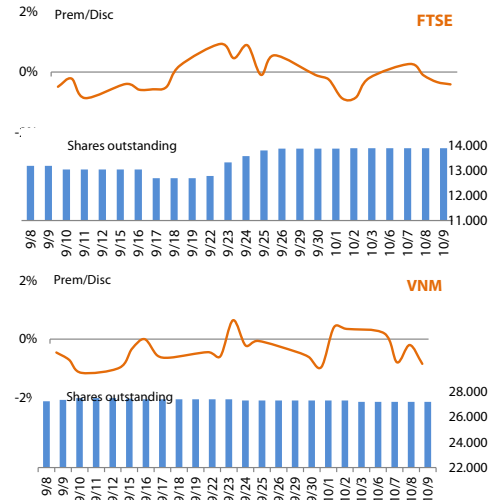 2%
Prem/Disc
FTSE
0%
Shares outstanding
14.000
13.000
12.000
11.000
9/8 9/9 9/10 9/11 9/12 9/15 9/16 9/17 9/18 9/19 9/22 9/23 9/24 9/25 9/26 9/29 9/30 10/1 10/2 10/3 10/6 10/7 10/8 10/9
2%
Prem/Disc
VNM
0%
-2%
Shares outstanding
28.000
26.000
24.000
22.000
9/8 9/9 9/10 9/11 9/12 9/15 9/16 9/17 9/18 9/19 9/22 9/23 9/24 9/25 9/26 9/29 9/30 10/1 10/2 10/3 10/6 10/7 10/8 10/9